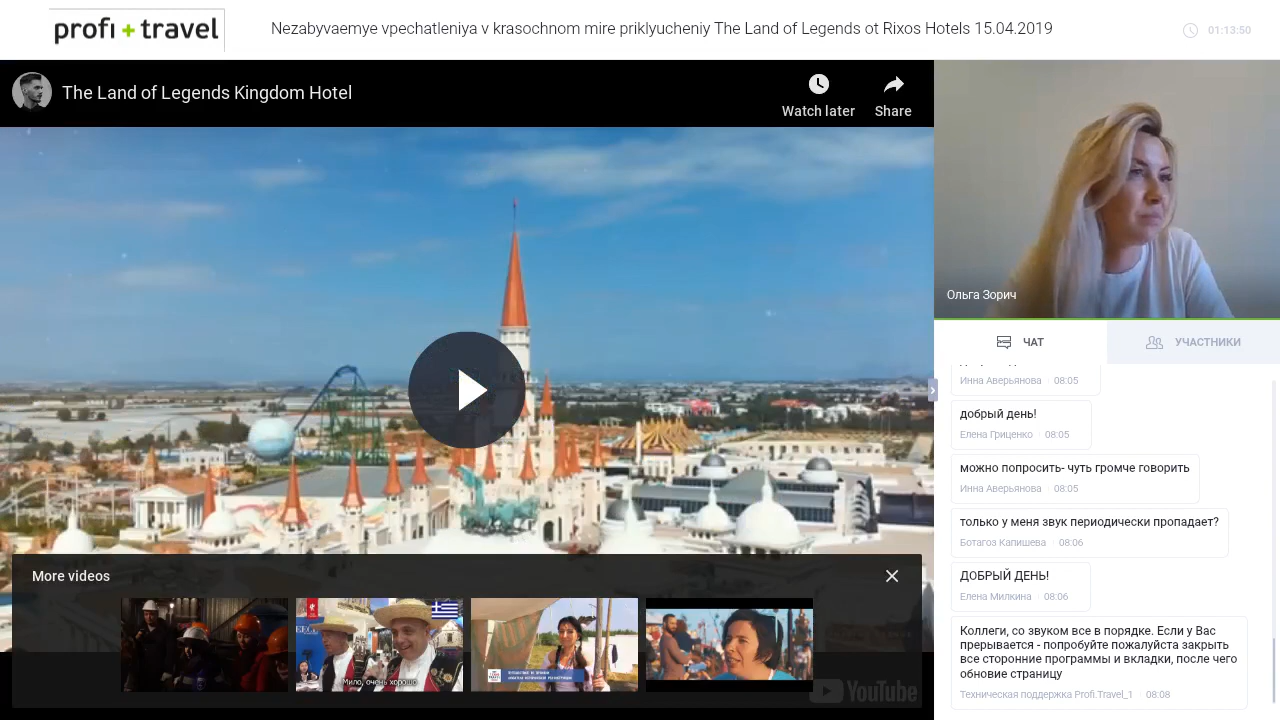 profi + travel
Nezabyvaemye vpechatleniya v krasochnom mire priklyucheniy The Land of Legends ot Rixos Hotels 15.04.2019
01:13:50
The Land of Legends Kingdom Hotel
Watch later
Share
Ольга Зорич
ЧАТ
УЧАСТНИКИ
Инна Аверьянова 08:05
добрый день!
Елена Гриценко 08:05
можно попросить- чуть громче говорить
Инна Аверьянова 08:05
только у меня звук периодически пропадает?
Ботагоз Капишева 08:06
ДОБРЫЙ ДЕНЬ!
Елена Милкина 08:06
Коллеги, со звуком все в порядке. Если у Вас
прерывается - попробуйте пожалуйста закрыть
все сторонние программы и вкладки, после чего
обновие страницу
Техническая поддержка Profi.Travel_1 08:08
More videos
Мило, очень хорошо
YouTube